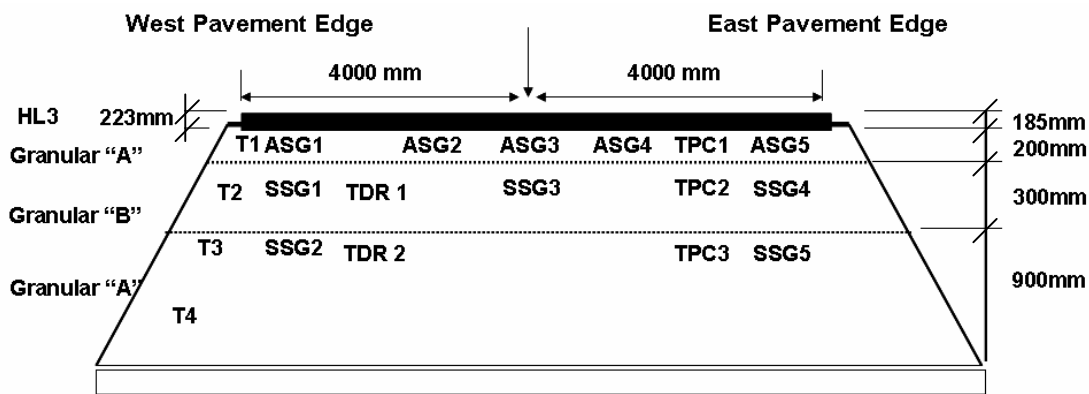 West Pavement Edge East Pavement Edge
4000 mm 4000 mm
HL3 223mm 185mm
T1 ASG1 ASG2 ASG3 ASG4 TPC1 ASG5 200mm
Granular “A”
T2 SSG1 TDR 1 SSG3 TPC2 SSG4 300mm
Granular “B”
T3 SSG2 TDR 2 TPC3 SSG5
Granular “A” 900mm
T4